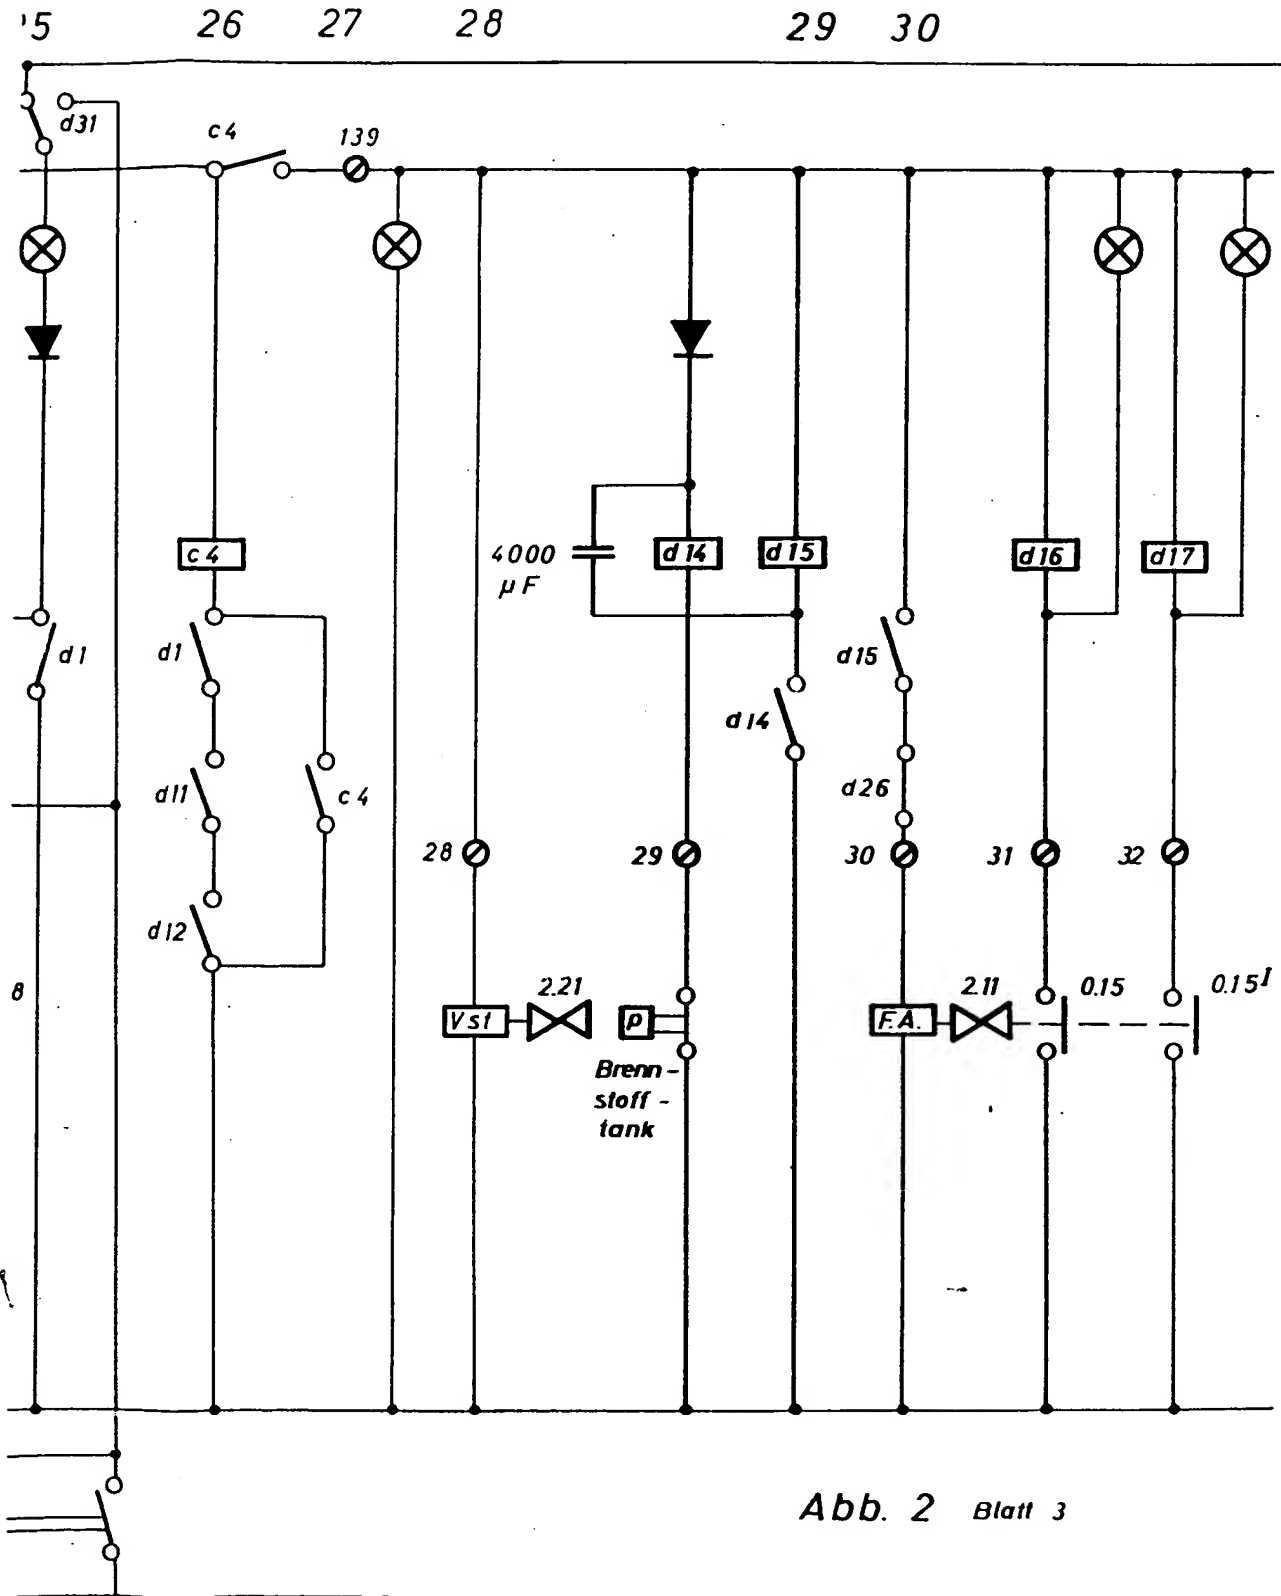 '5 26 27 28 29 30
d31
c4 139
c4
4000
µF
d14 d15 d16 d17
d1 d1 d15
d14
d11 c4 d26
28 29 30 31 32
d12
8
Vst 2.21 P F.A. 2.11 0.15 0.15I
Brenn-
stoff-
tank
Abb. 2 Blatt 3